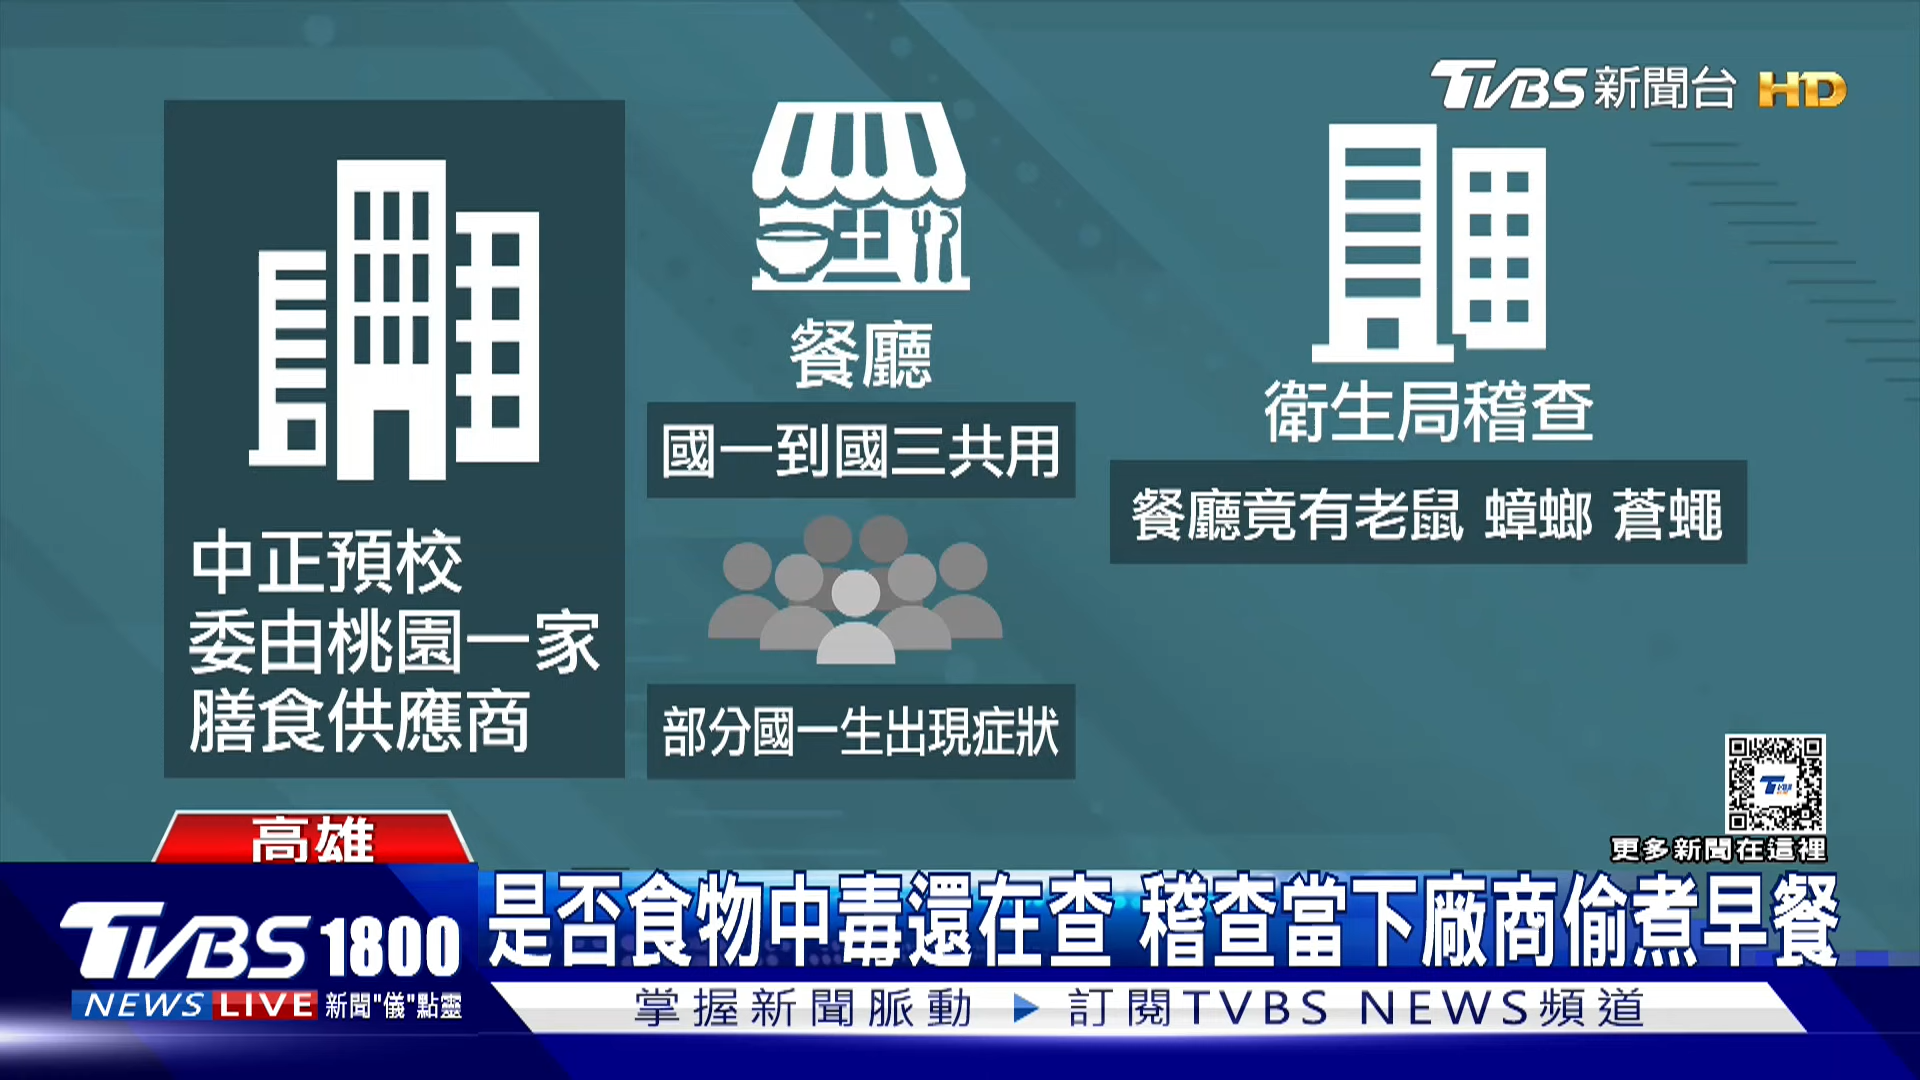 TVBS新聞台 HD
中正預校
委由桃園一家
膳食供應商
餐廳
國一到國三共用
部分國一生出現症狀
衛生局稽查
餐廳竟有老鼠 蟑螂 蒼蠅
TVBS
更多新聞在這裡
高雄
是否食物中毒還在查 稽查當下廠商偷煮早餐
TVBS 1800
NEWS LIVE 新聞"儀"點靈
掌握新聞脈動 ▶ 訂閱TVBS NEWS頻道